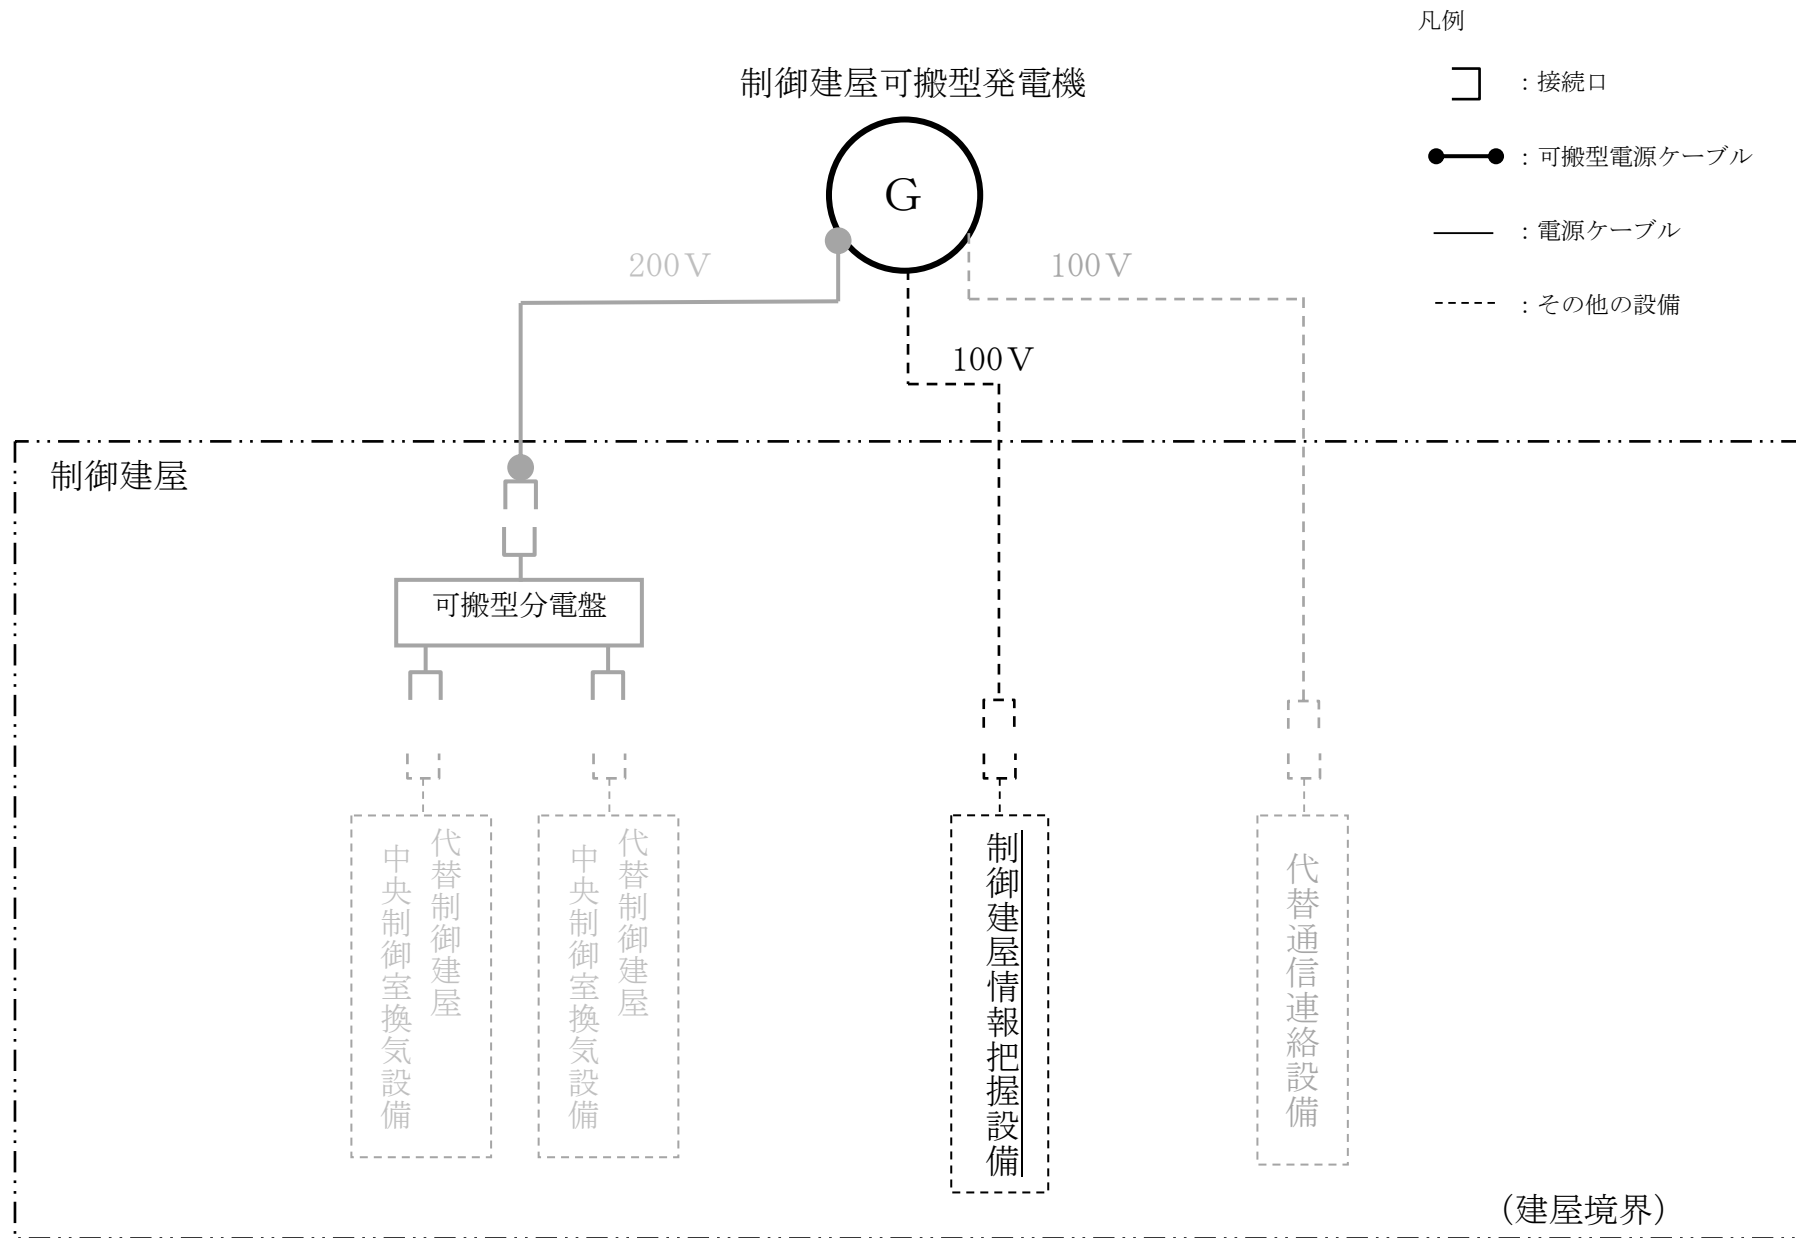 凡例
：接続口
：可搬型電源ケーブル
：電源ケーブル
：その他の設備
制御建屋可搬型発電機
G
200V
100V
100V
制御建屋
可搬型分電盤
代替制御建屋
中央制御室換気設備
代替制御建屋
中央制御室換気設備
制御建屋情報把握設備
代替通信連絡設備
（建屋境界）